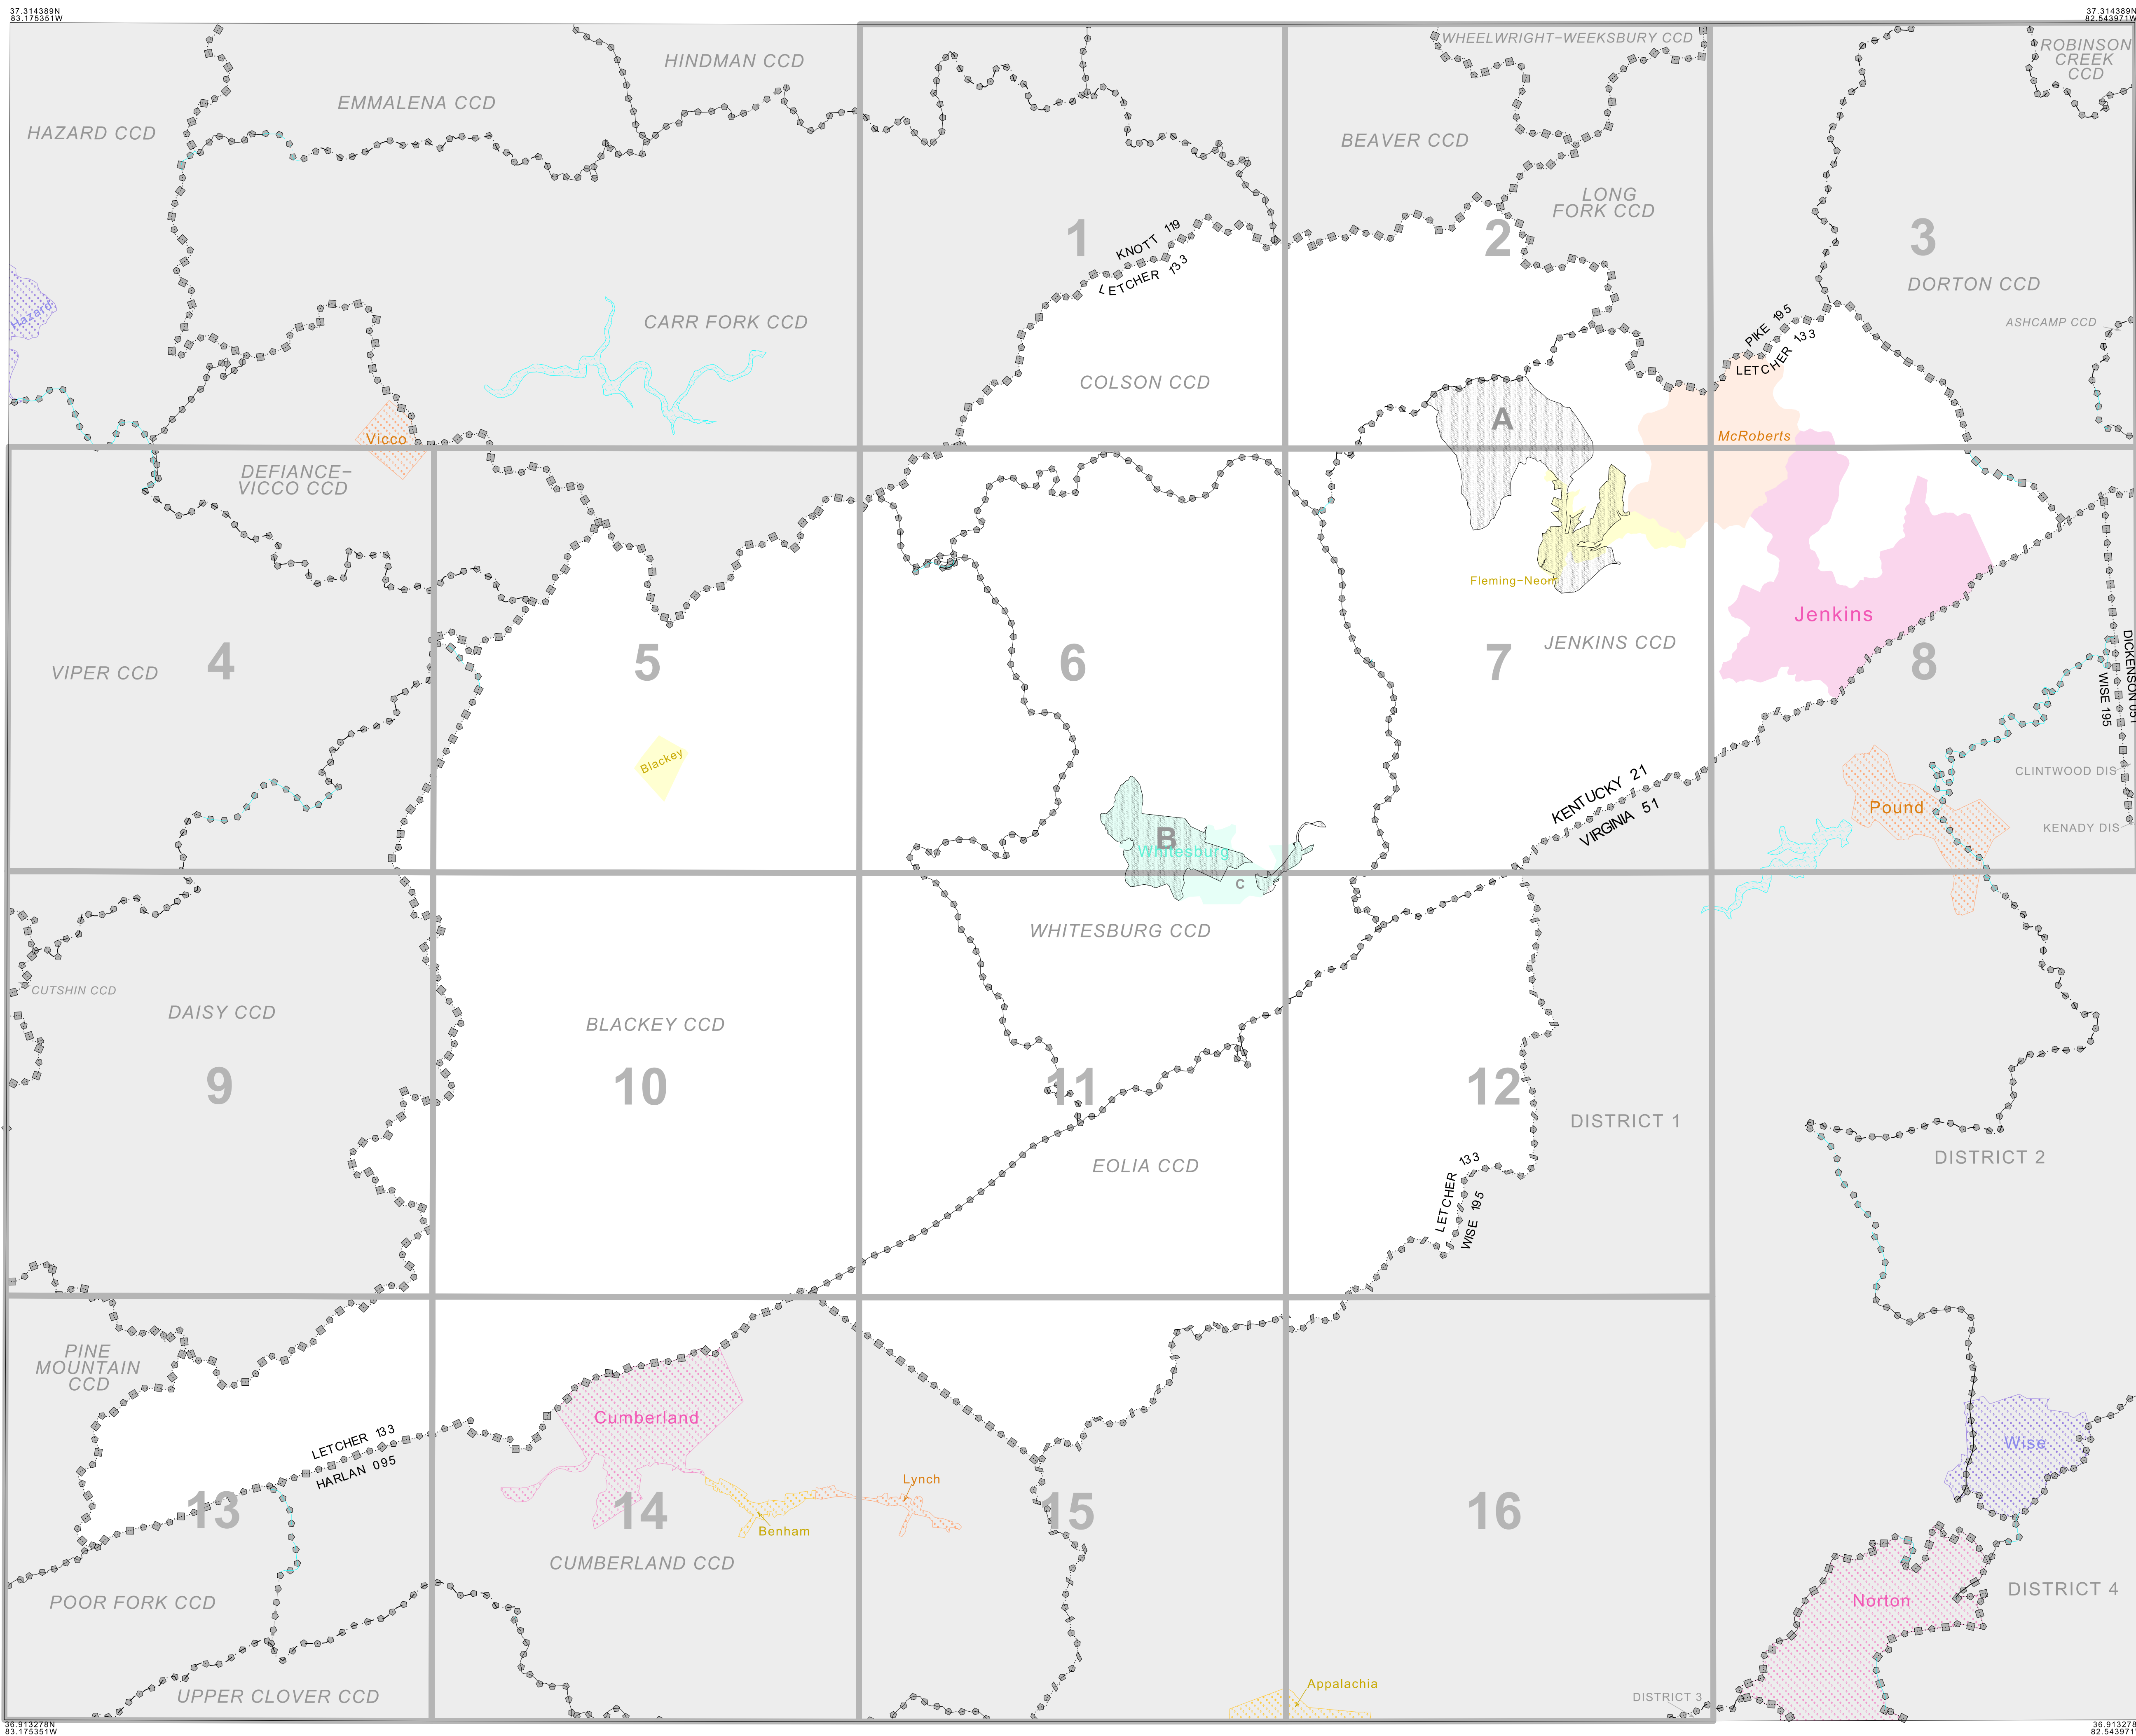 37.314389N
83.175351W
37.314389N
82.543971W
HINDMAN CCD
WHEELWRIGHT-WEEKSBURY CCD
ROBINSON
CREEK
CCD
EMMALENA CCD
HAZARD CCD
BEAVER CCD
LONG
FORK CCD
1
2
3
KNOTT 119
LETCHER 133
DORTON CCD
Hazard
CARR FORK CCD
PIKE 195
LETCHER 133
ASHCAMP CCD
COLSON CCD
A
McRoberts
Vicco
DEFIANCE-
VICCO CCD
Fleming-Neon
Jenkins
JENKINS CCD
4
5
6
7
8
VIPER CCD
DICKENSON 051
WISE 195
Blackey
KENTUCKY 21
VIRGINIA 51
CLINTWOOD DIS
Pound
KENADY DIS
B
Whitesburg
C
WHITESBURG CCD
CUTSHIN CCD
DAISY CCD
BLACKEY CCD
9
10
11
12
DISTRICT 1
DISTRICT 2
EOLIA CCD
LETCHER 133
WISE 195
PINE
MOUNTAIN
CCD
Cumberland
LETCHER 133
HARLAN 095
Wise
Lynch
13
14
15
16
Benham
CUMBERLAND CCD
POOR FORK CCD
DISTRICT 4
Norton
UPPER CLOVER CCD
Appalachia
DISTRICT 3
36.913278N
83.175351W
36.913278N
82.543971W